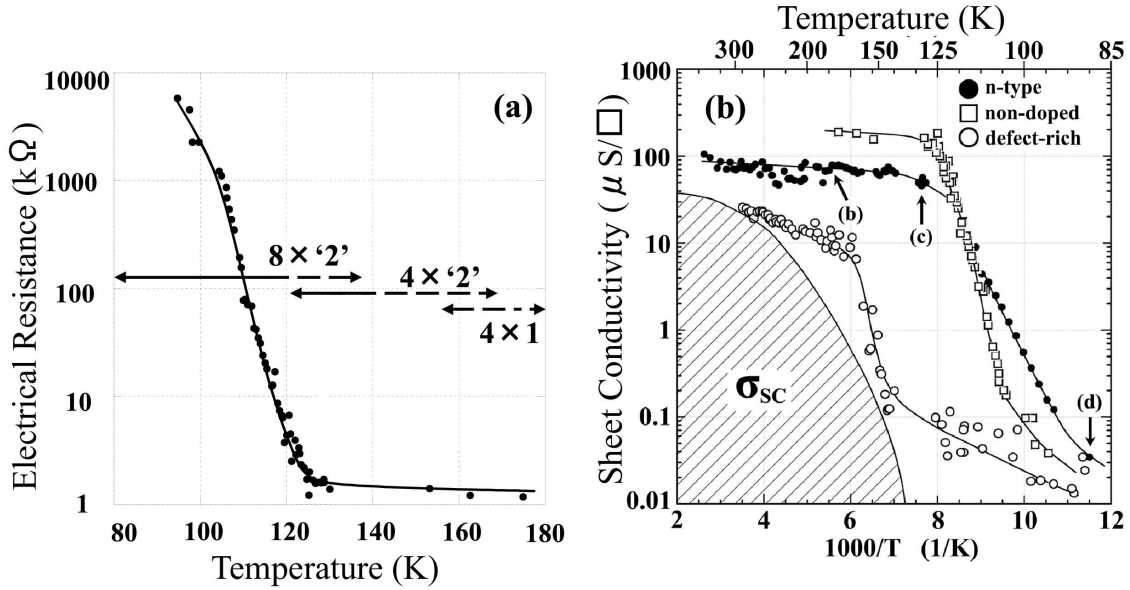 (a)
Electrical Resistance (k Ω)
10000
1000
100
10
1
8 × ‘2’
4 × ‘2’
4 × 1
80 100 120 140 160 180
Temperature (K)
Temperature (K)
300 200 150 125 100 85
(b)
n-type
non-doped
defect-rich
Sheet Conductivity ( μ S/□)
1000
100
10
1
0.1
0.01
(b)
(c)
(d)
σSC
2 4 6 8 10 12
1000/T (1/K)